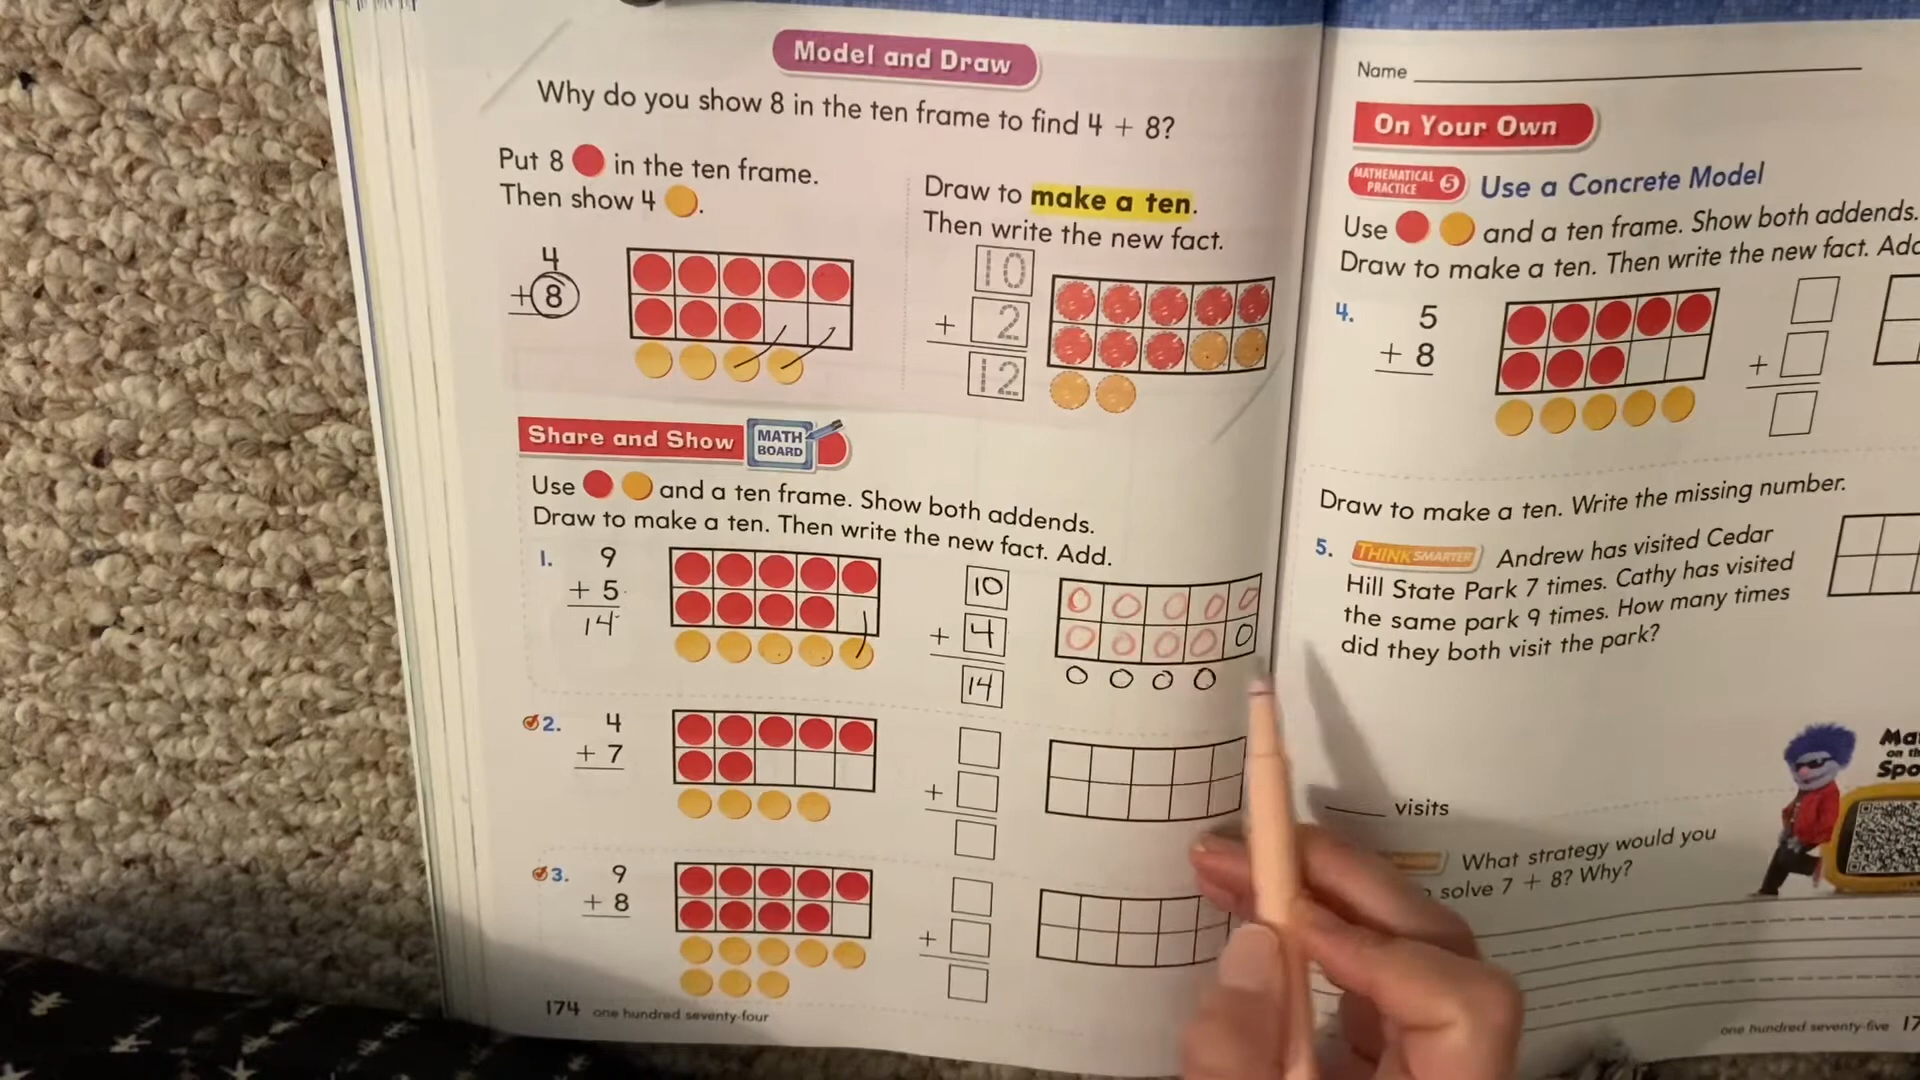 Model and Draw
Why do you show 8 in the ten frame to find 4 + 8?
Put 8 in the ten frame.
Then show 4 .
4
+ 8
Draw to make a ten.
Then write the new fact.
10
+ 2
12
Share and Show
MATH
BOARD
Use and a ten frame. Show both addends.
Draw to make a ten. Then write the new fact. Add.
1. 9
+ 5
14
10
+ 4
14
2. 4
+ 7
+
3. 9
+ 8
+
174 one hundred seventy-four
Name
On Your Own
MATHEMATICAL
PRACTICE 5
Use a Concrete Model
Use and a ten frame. Show both addends.
Draw to make a ten. Then write the new fact.
4. 5
+ 8
+
Draw to make a ten. Write the missing number.
5. THINK SMARTER Andrew has visited Cedar
Hill State Park 7 times. Cathy has visited
the same park 9 times. How many times
did they both visit the park?
visits
What strategy would you
solve 7 + 8? Why?
on the
one hundred seventy-five